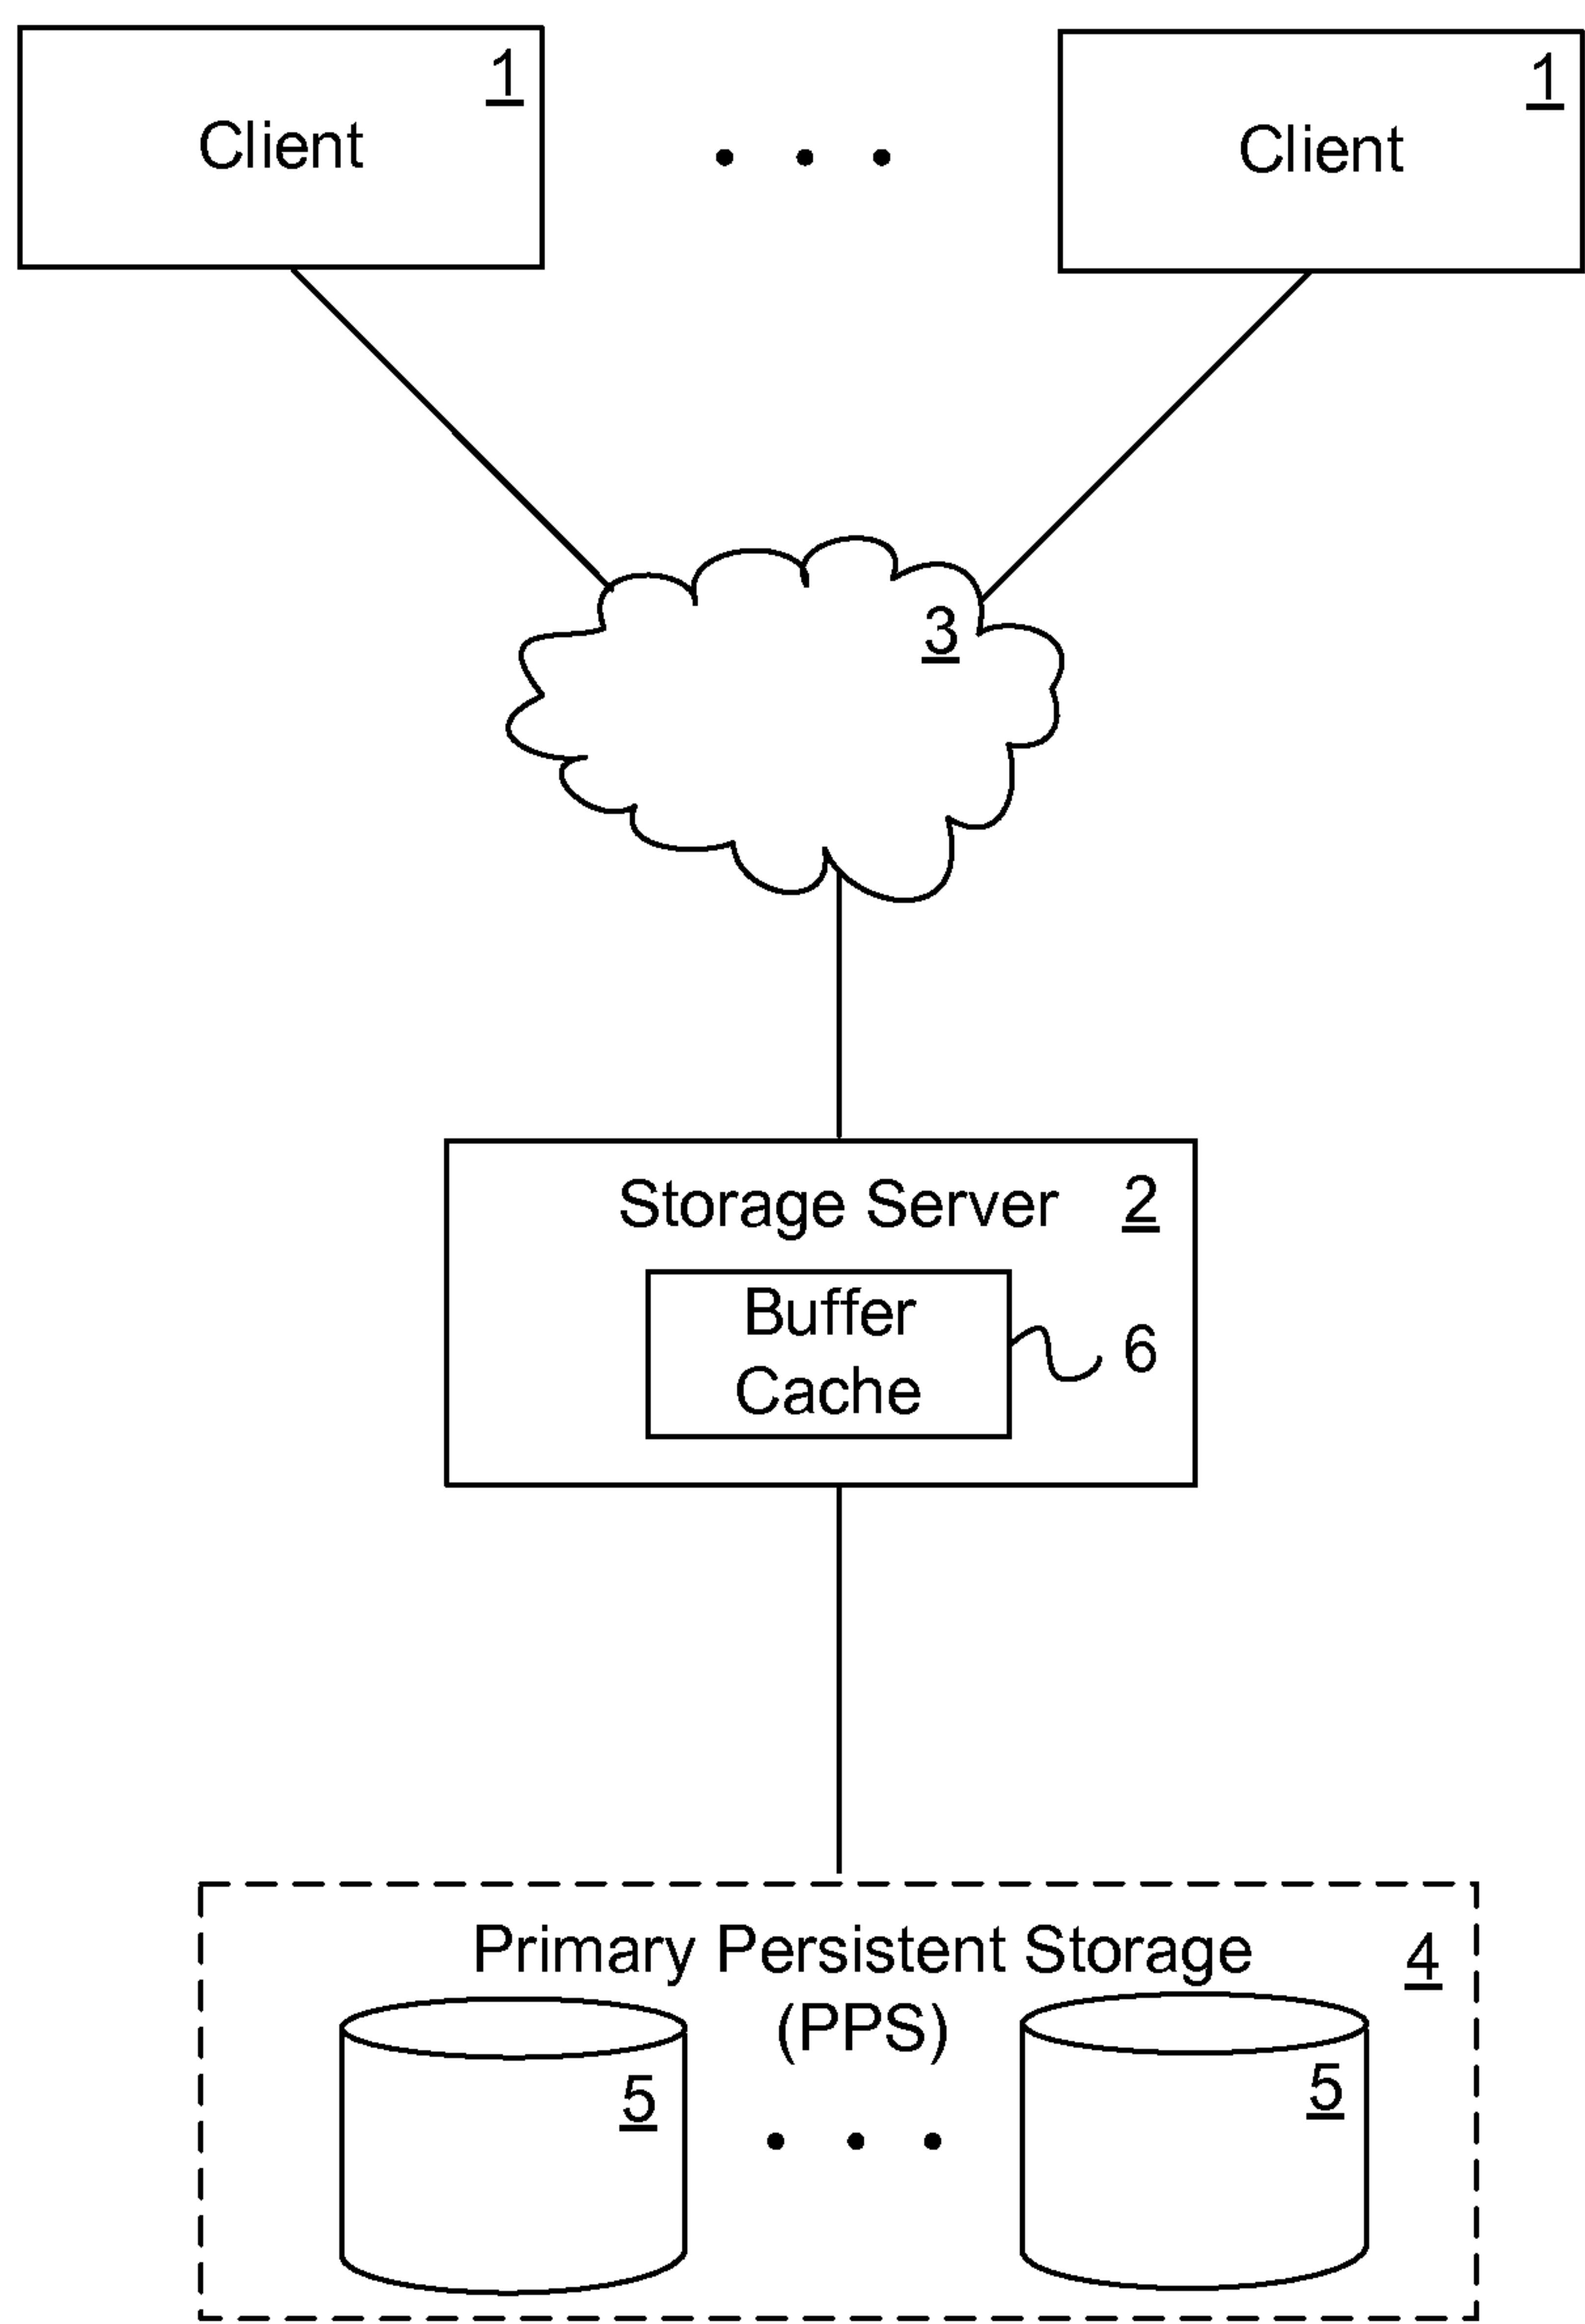 1
Client
1
Client
3
Storage Server 2
Buffer
Cache
6
Primary Persistent Storage
(PPS)
4
5
5